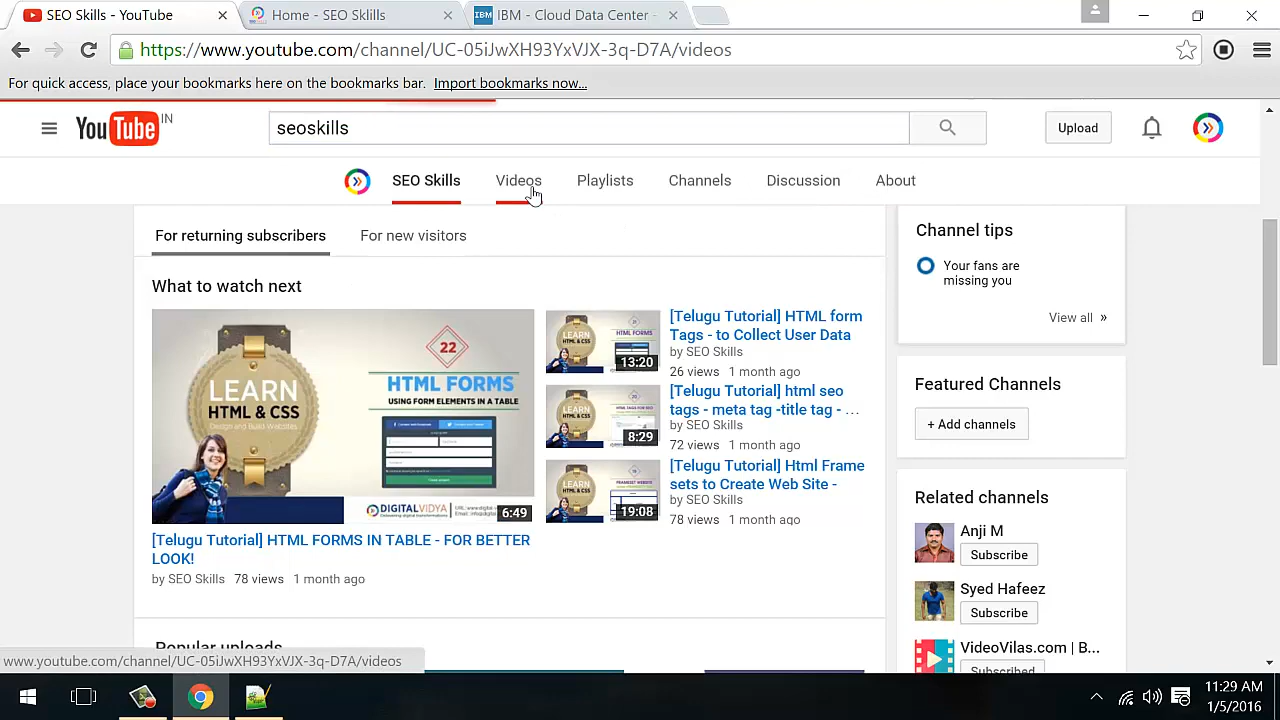 SEO Skills - YouTube
Home - SEO Sklills
IBM - Cloud Data Center -
https://www.youtube.com/channel/UC-05iJwXH93YxVJX-3q-D7A/videos
For quick access, place your bookmarks here on the bookmarks bar. Import bookmarks now...
YouTube IN
seoskills
Upload
SEO Skills
Videos
Playlists
Channels
Discussion
About
For returning subscribers
For new visitors
What to watch next
LEARN
HTML & CSS
Design and Build Websites
22
HTML FORMS
USING FORM ELEMENTS IN A TABLE
DIGITALVIDYA
6:49
[Telugu Tutorial] HTML FORMS IN TABLE - FOR BETTER
LOOK!
by SEO Skills 78 views 1 month ago
13:20
[Telugu Tutorial] HTML form
Tags - to Collect User Data
by SEO Skills
26 views 1 month ago
8:29
[Telugu Tutorial] html seo
tags - meta tag -title tag - ...
by SEO Skills
72 views 1 month ago
19:08
[Telugu Tutorial] Html Frame
sets to Create Web Site -
by SEO Skills
78 views 1 month ago
Popular uploads
Channel tips
Your fans are
missing you
View all »
Featured Channels
+ Add channels
Related channels
Anji M
Subscribe
Syed Hafeez
Subscribe
VideoVilas.com | B...
Subscribed
www.youtube.com/channel/UC-05iJwXH93YxVJX-3q-D7A/videos
11:29 AM
1/5/2016